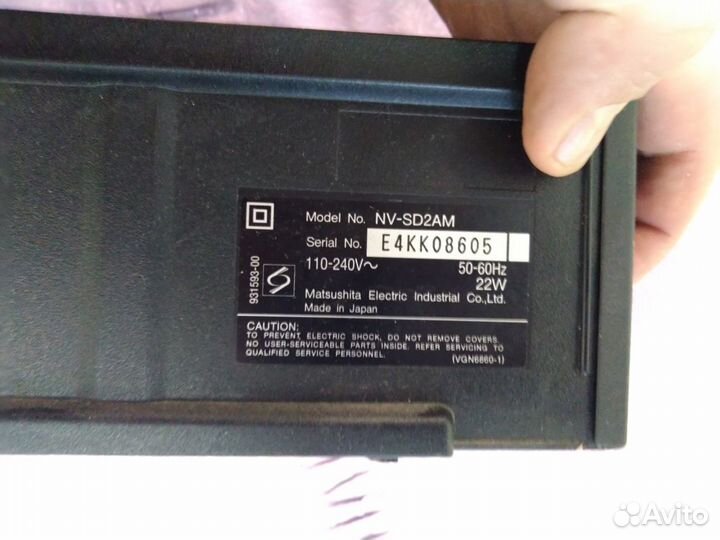 Model No. NV-SD2AM
Serial No. E4KK08605
110-240V~ 50-60Hz
22W
Matsushita Electric Industrial Co.,Ltd.
Made in Japan
931593-00
CAUTION:
TO PREVENT ELECTRIC SHOCK, DO NOT REMOVE COVERS.
NO USER-SERVICEABLE PARTS INSIDE. REFER SERVICING TO
QUALIFIED SERVICE PERSONNEL.
(VGN6860-1)
Avito